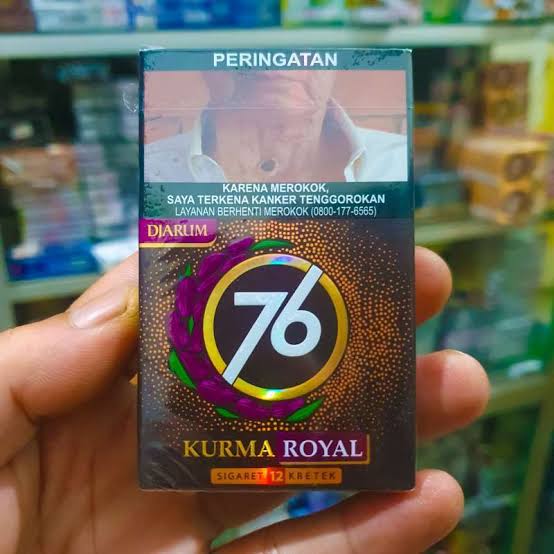 PERINGATAN
KARENA MEROKOK,
SAYA TERKENA KANKER TENGGOROKAN
LAYANAN BERHENTI MEROKOK (0800-177-6565)
DJARUM
76
KURMA ROYAL
SIGARET 12 KRETEK